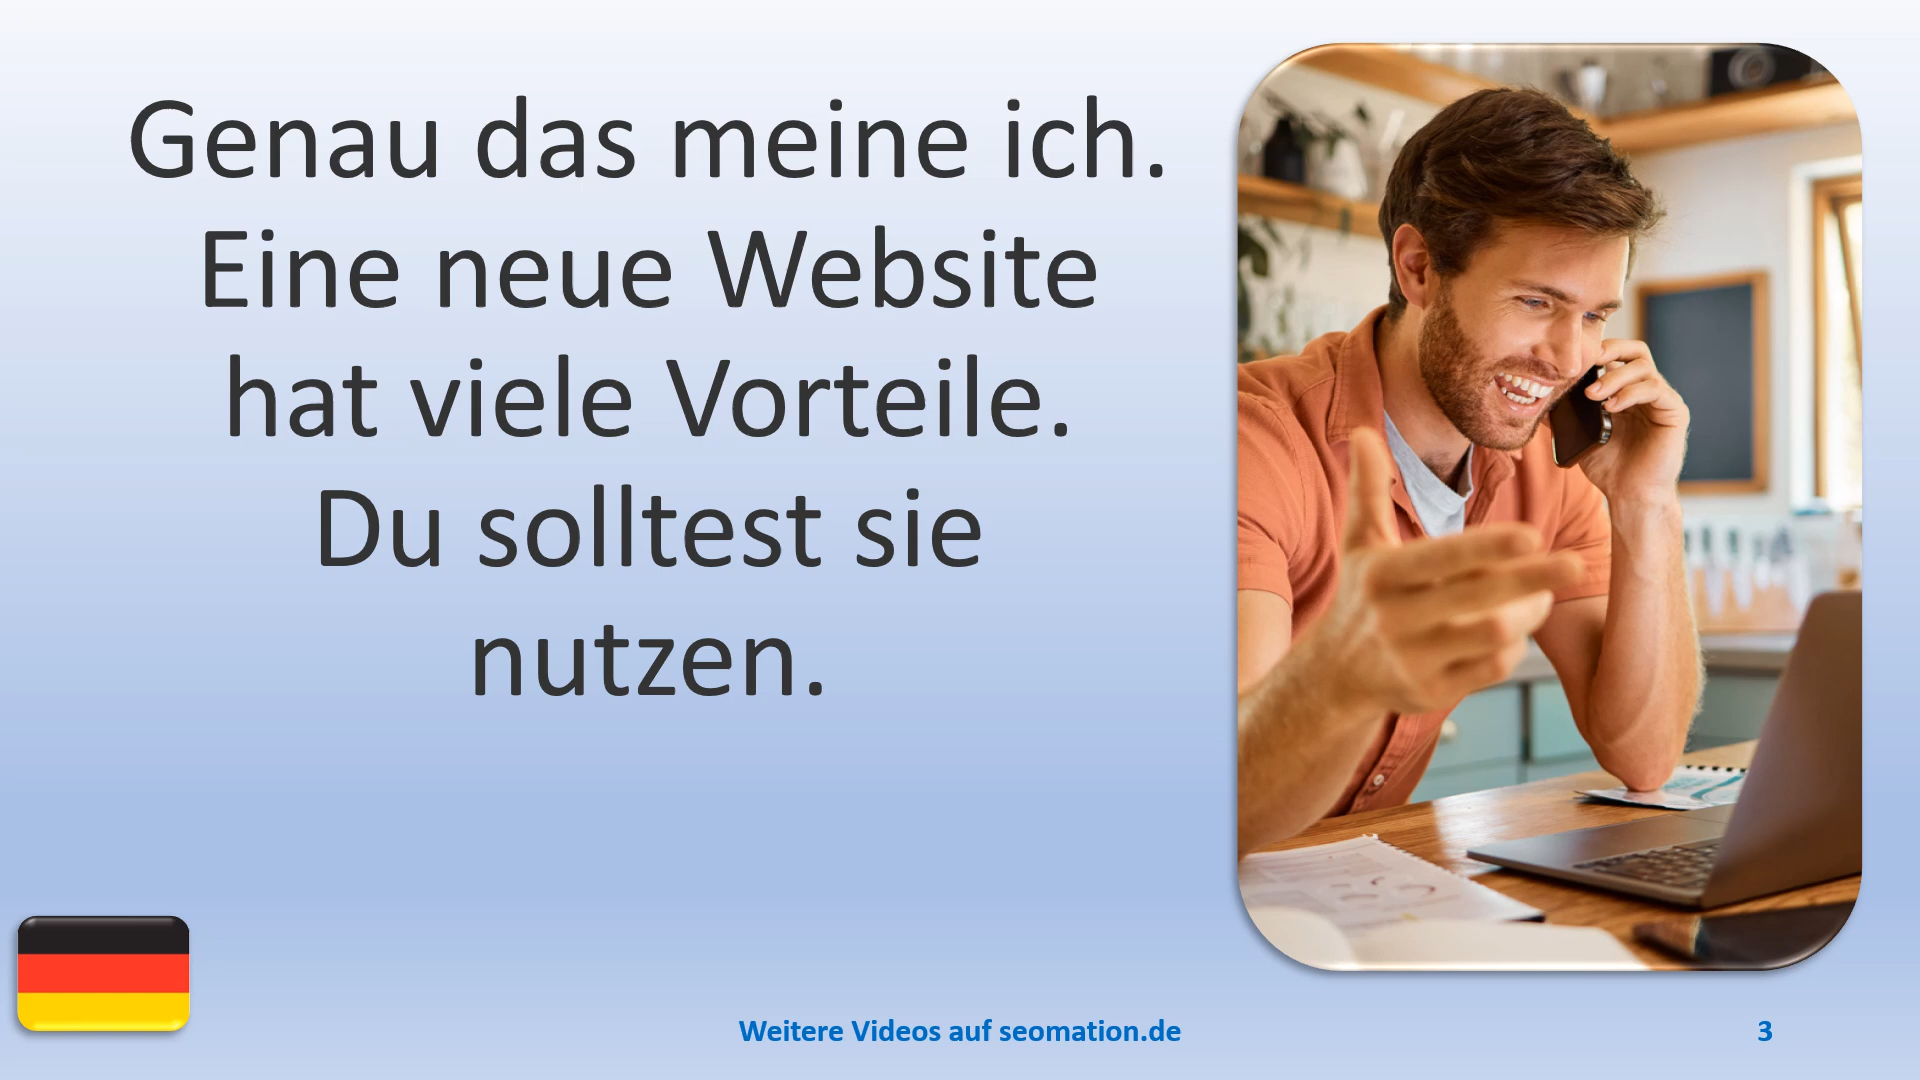 Genau das meine ich.
Eine neue Website
hat viele Vorteile.
Du solltest sie
nutzen.
Weitere Videos auf seomation.de
3